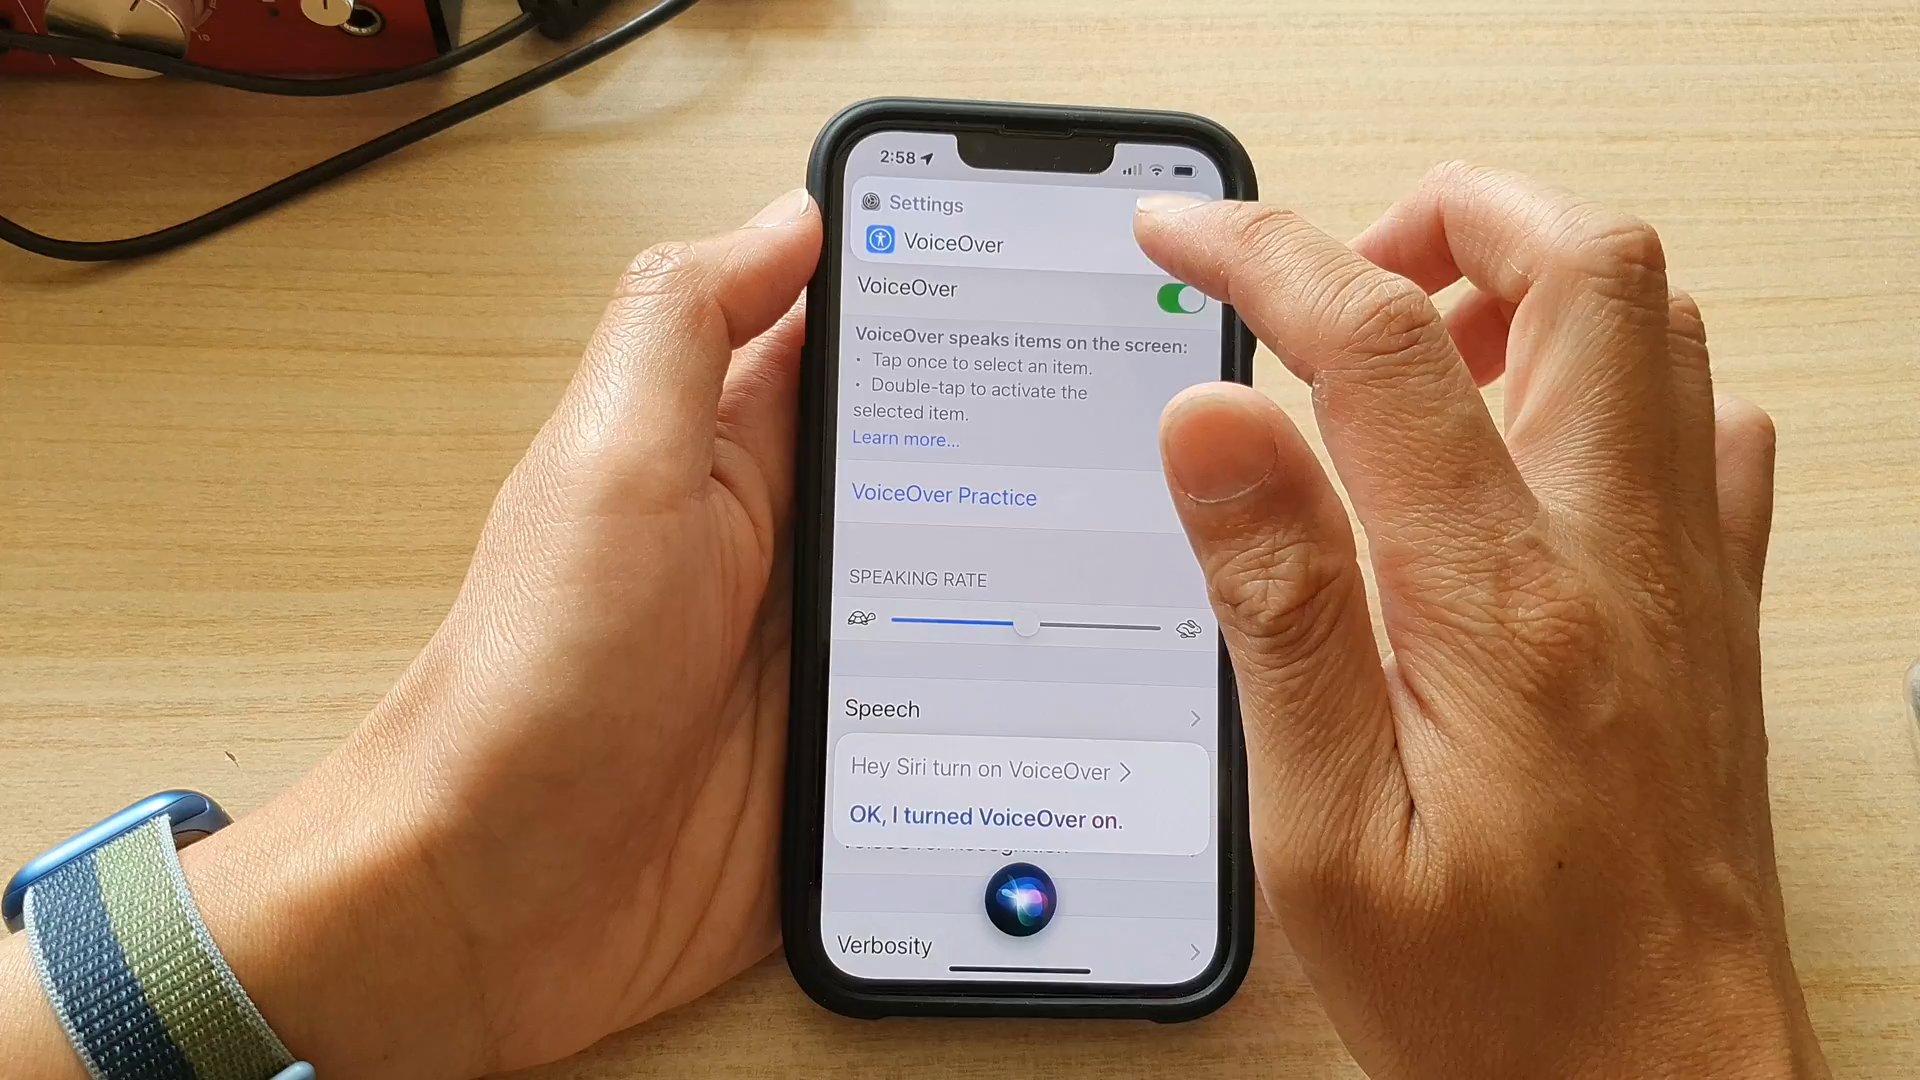 2:58
Settings
VoiceOver
VoiceOver
VoiceOver speaks items on the screen:
• Tap once to select an item.
• Double-tap to activate the
selected item.
Learn more...
VoiceOver Practice
SPEAKING RATE
Speech
Hey Siri turn on VoiceOver >
OK, I turned VoiceOver on.
Verbosity